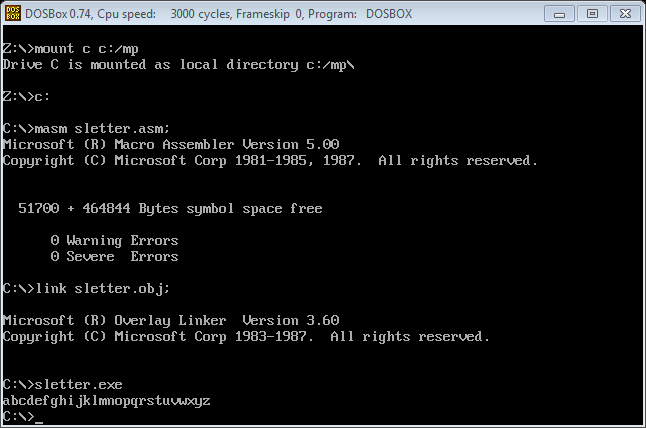 DOS
BOX
DOSBox 0.74, Cpu speed:    3000 cycles, Frameskip  0, Program:   DOSBOX
Z:\>mount c c:/mp
Drive C is mounted as local directory c:/mp\
Z:\>c:
C:\>masm sletter.asm;
Microsoft (R) Macro Assembler Version 5.00
Copyright (C) Microsoft Corp 1981-1985, 1987.  All rights reserved.
51700 + 464844 Bytes symbol space free
0 Warning Errors
0 Severe  Errors
C:\>link sletter.obj;
Microsoft (R) Overlay Linker  Version 3.60
Copyright (C) Microsoft Corp 1983-1987.  All rights reserved.
C:\>sletter.exe
abcdefghijklmnopqrstuvwxyz
C:\>_